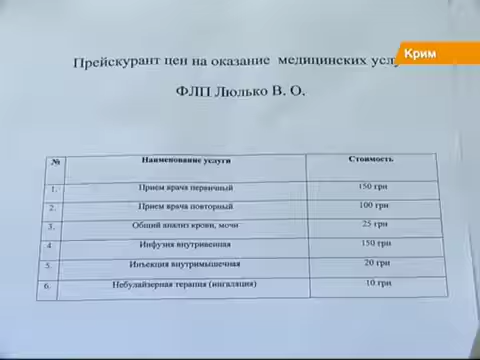 Крим
Прейскурант цен на оказание медицинских
ФЛП Люлько В. О.
№ Наименование услуги Стоимость
1. Прием врача первичный 150 грн
2. Прием врача повторный 100 грн
3. Общий анализ крови, мочи 25 грн
4. Инфузия внутривенная 150 грн
5. Инъекция внутримышечная 20 грн
6. Небулайзерная терапия (ингаляция) 10 грн